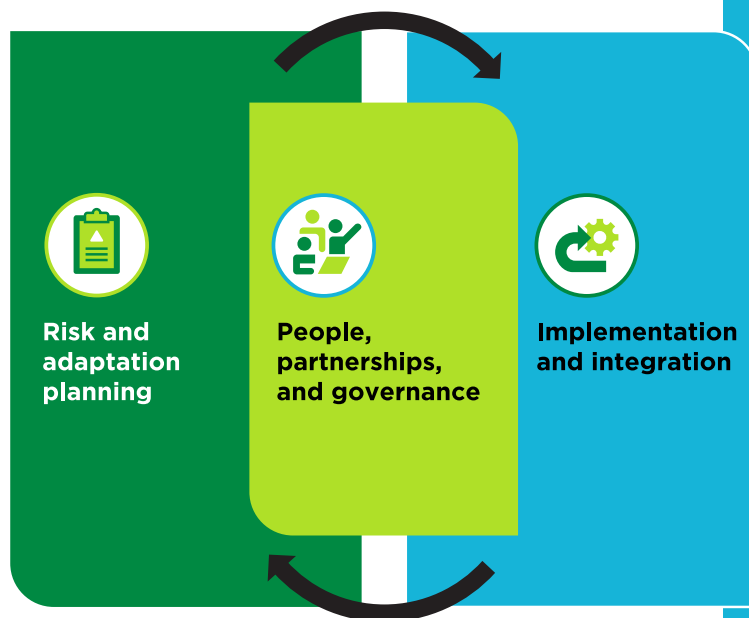 Risk and
adaptation
planning
People,
partnerships,
and governance
Implementation
and integration